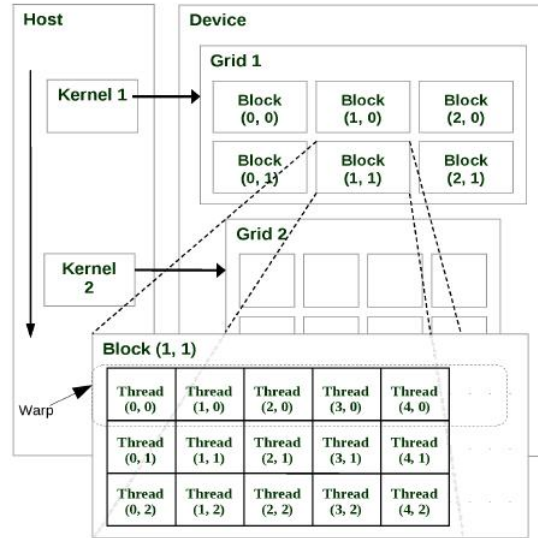 Host
Device
Grid 1
Kernel 1
Block
(0, 0)
Block
(1, 0)
Block
(2, 0)
Block
(0, 1)
Block
(1, 1)
Block
(2, 1)
Grid 2
Kernel
2
Block (1, 1)
Warp
Thread
(0, 0)
Thread
(1, 0)
Thread
(2, 0)
Thread
(3, 0)
Thread
(4, 0)
Thread
(0, 1)
Thread
(1, 1)
Thread
(2, 1)
Thread
(3, 1)
Thread
(4, 1)
Thread
(0, 2)
Thread
(1, 2)
Thread
(2, 2)
Thread
(3, 2)
Thread
(4, 2)